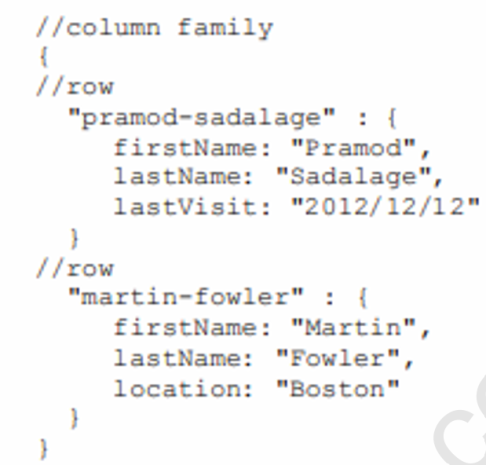 //column family
{
//row
"pramod-sadalage" : {
firstName: "Pramod",
lastName: "Sadalage",
lastVisit: "2012/12/12"
}
//row
"martin-fowler" : {
firstName: "Martin",
lastName: "Fowler",
location: "Boston"
}
}